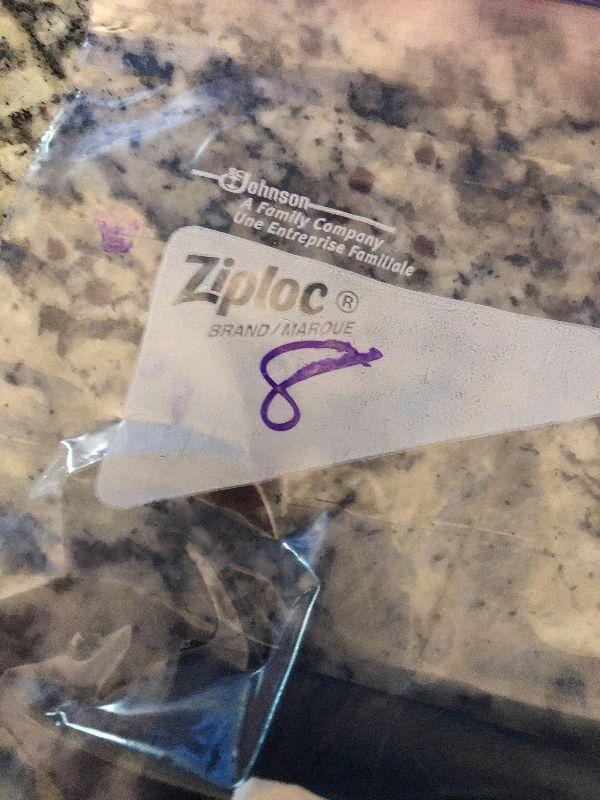 SC Johnson
A Family Company
Une Entreprise Familiale
Ziploc ®
BRAND/MARQUE
8